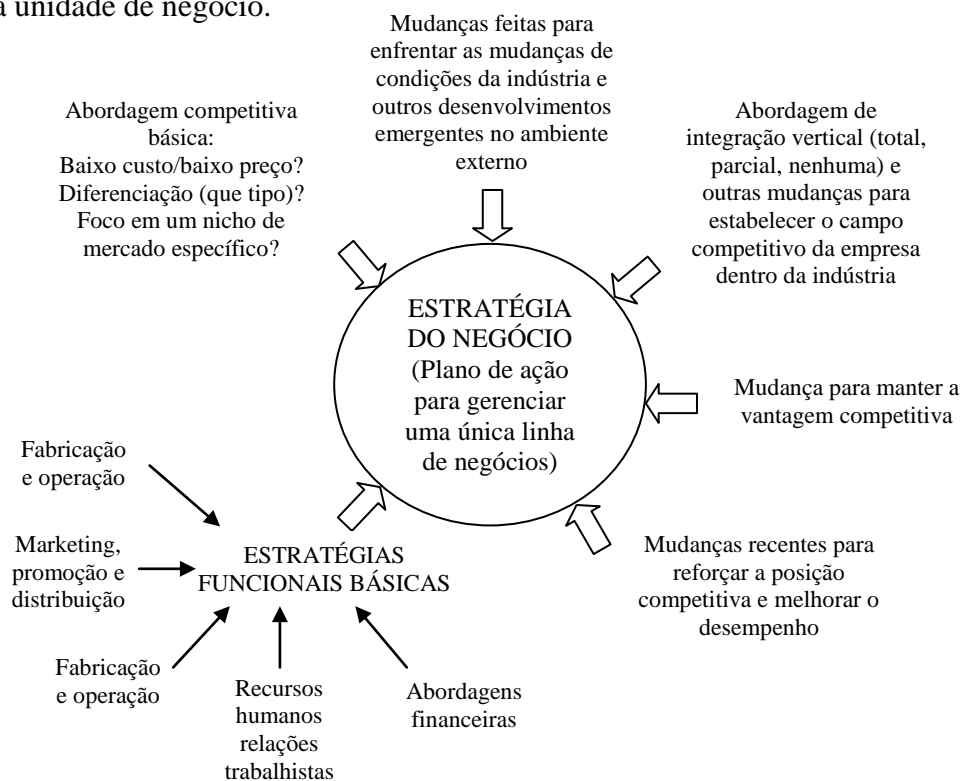 a unidade de negócio.
Mudanças feitas para
enfrentar as mudanças de
condições da indústria e
outros desenvolvimentos
emergentes no ambiente
externo
Abordagem competitiva
básica:
Baixo custo/baixo preço?
Diferenciação (que tipo)?
Foco em um nicho de
mercado específico?
Abordagem de
integração vertical (total,
parcial, nenhuma) e
outras mudanças para
estabelecer o campo
competitivo da empresa
dentro da indústria
ESTRATÉGIA
DO NEGÓCIO
(Plano de ação
para gerenciar
uma única linha
de negócios)
Mudança para manter a
vantagem competitiva
Mudanças recentes para
reforçar a posição
competitiva e melhorar o
desempenho
Fabricação
e operação
Marketing,
promoção e
distribuição
ESTRATÉGIAS
FUNCIONAIS BÁSICAS
Fabricação
e operação
Recursos
humanos
relações
trabalhistas
Abordagens
financeiras